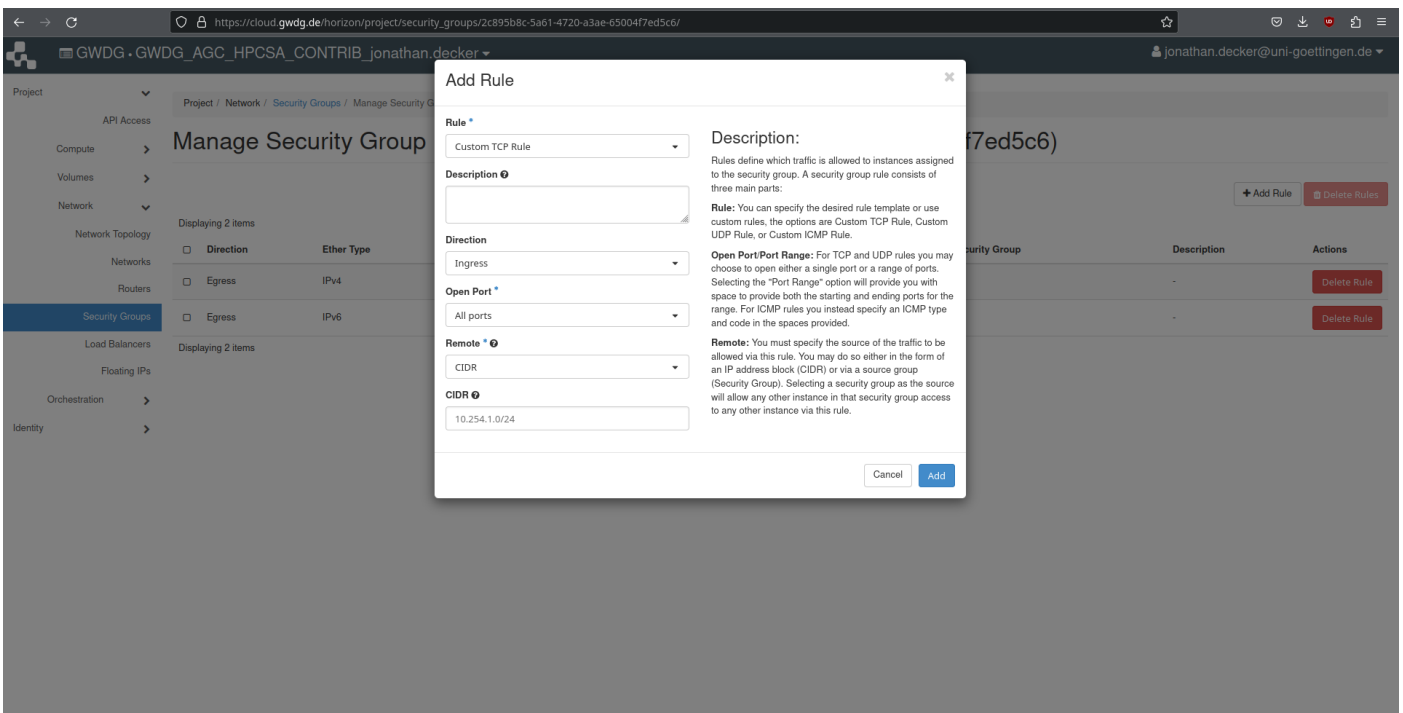 https://cloud.gwdg.de/horizon/project/security_groups/2c895b8c-5a61-4720-a3ae-65004f7ed5c6/
GWDG • GWDG_AGC_HPCSA_CONTRIB_jonathan.decker
jonathan.decker@uni-goettingen.de
Project
API Access
Compute
Volumes
Network
Network Topology
Networks
Routers
Security Groups
Load Balancers
Floating IPs
Orchestration
Identity
Project / Network / Security Groups / Manage Security G
Manage Security Group
f7ed5c6)
Add Rule
Delete Rules
Displaying 2 items
Direction
Ether Type
curity Group
Description
Actions
Egress
IPv4
-
Delete Rule
Egress
IPv6
-
Delete Rule
Displaying 2 items
Add Rule
Rule *
Custom TCP Rule
Description
Direction
Ingress
Open Port *
All ports
Remote *
CIDR
CIDR
10.254.1.0/24
Description:
Rules define which traffic is allowed to instances assigned
to the security group. A security group rule consists of
three main parts:
Rule: You can specify the desired rule template or use
custom rules, the options are Custom TCP Rule, Custom
UDP Rule, or Custom ICMP Rule.
Open Port/Port Range: For TCP and UDP rules you may
choose to open either a single port or a range of ports.
Selecting the "Port Range" option will provide you with
space to provide both the starting and ending ports for the
range. For ICMP rules you instead specify an ICMP type
and code in the spaces provided.
Remote: You must specify the source of the traffic to be
allowed via this rule. You may do so either in the form of
an IP address block (CIDR) or via a source group
(Security Group). Selecting a security group as the source
will allow any other instance in that security group access
to any other instance via this rule.
Cancel
Add